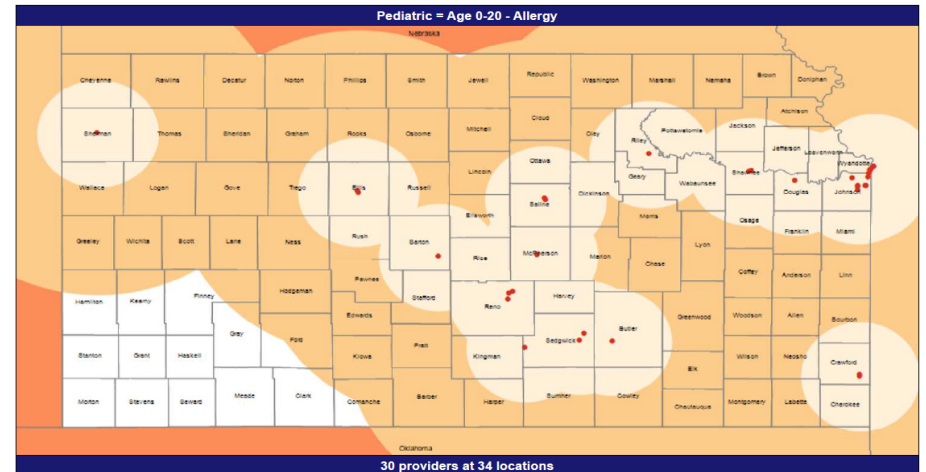 Pediatric = Age 0-20 - Allergy
Nebraska
Cheyenne Rawlins Decatur Norton Phillips Smith Jewell Republic Washington Marshall Nemaha Brown Doniphan
Sherman Thomas Sheridan Graham Rooks Osborne Mitchell Cloud Clay Riley Pottawatomie Jackson Atchison
Jefferson Leavenworth
Wyandotte
Wallace Logan Gove Trego Ellis Russell Lincoln Ottawa Saline Dickinson Geary Wabaunsee Shawnee Douglas Johnson
Greeley Wichita Scott Lane Ness Rush Barton Ellsworth Rice McPherson Marion Morris Chase Lyon Osage Franklin Miami
Hamilton Kearny Finney Hodgeman Pawnee Stafford Reno Harvey Coffey Anderson Linn
Gray Ford Edwards Pratt Kingman Sedgwick Butler Greenwood Woodson Allen Bourbon
Stanton Grant Haskell Kiowa Elk Wilson Neosho Crawford
Morton Stevens Seward Meade Clark Comanche Barber Harper Sumner Cowley Chautauqua Montgomery Labette Cherokee
Oklahoma
30 providers at 34 locations